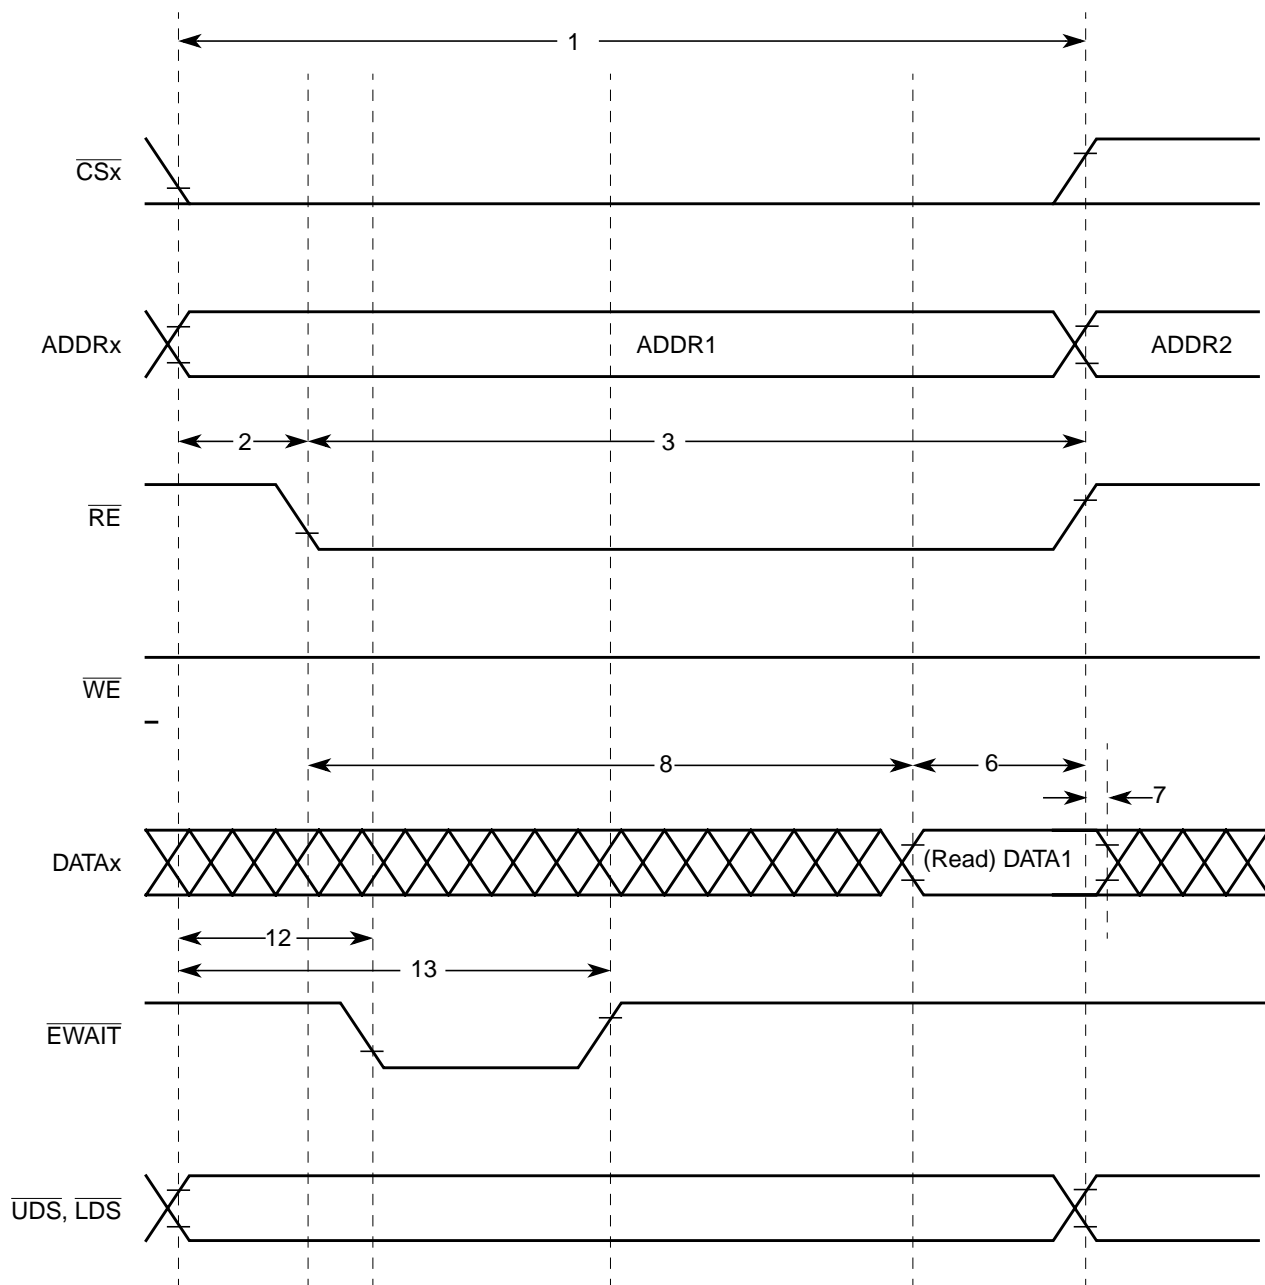 1
CSx
ADDRx
ADDR1
ADDR2
2
3
RE
WE
8
6
7
DATAx
(Read) DATA1
12
13
EWAIT
UDS, LDS